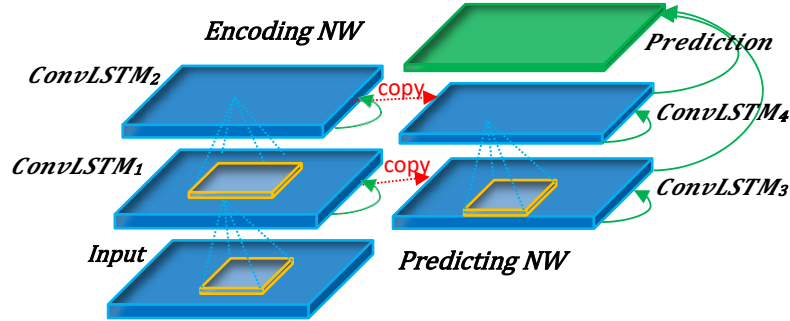 Encoding NW
Prediction
ConvLSTM₂
copy
ConvLSTM₄
ConvLSTM₁
copy
ConvLSTM₃
Input
Predicting NW